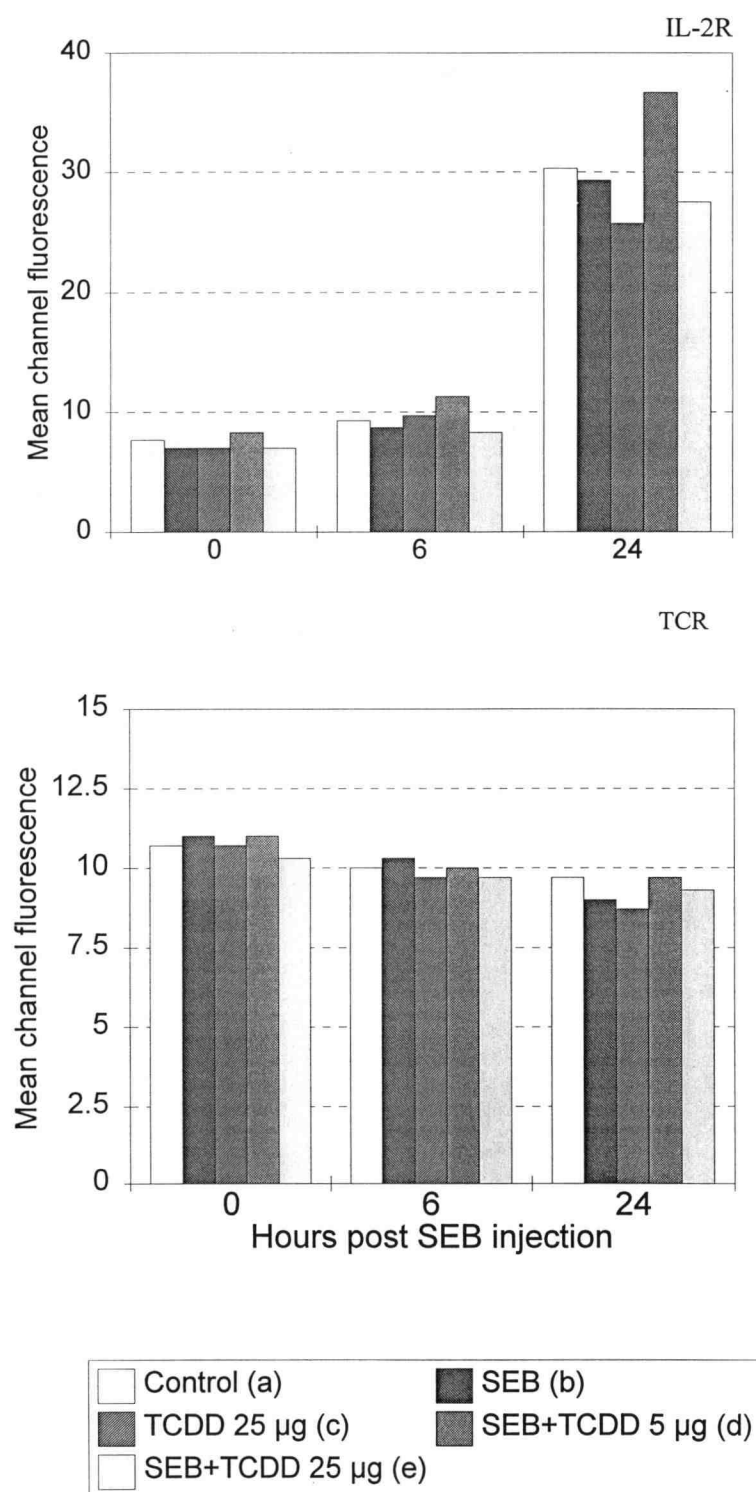 IL-2R
40
30
20
10
0
Mean channel fluorescence
0 6 24
TCR
15
12.5
10
7.5
5
2.5
0
Mean channel fluorescence
0 6 24
Hours post SEB injection
Control (a) SEB (b)
TCDD 25 µg (c) SEB+TCDD 5 µg (d)
SEB+TCDD 25 µg (e)